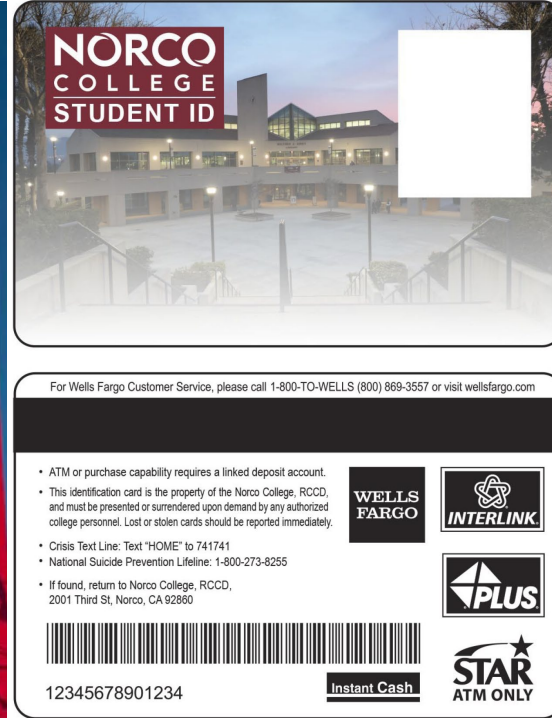 NORCO
COLLEGE
STUDENT ID
For Wells Fargo Customer Service, please call 1-800-TO-WELLS (800) 869-3557 or visit wellsfargo.com
• ATM or purchase capability requires a linked deposit account.
• This identification card is the property of the Norco College, RCCD,
and must be presented or surrendered upon demand by any authorized
college personnel. Lost or stolen cards should be reported immediately.
• Crisis Text Line: Text “HOME” to 741741
• National Suicide Prevention Lifeline: 1-800-273-8255
• If found, return to Norco College, RCCD,
2001 Third St, Norco, CA 92860
WELLS
FARGO
INTERLINK.
PLUS
12345678901234
Instant Cash
STAR
ATM ONLY